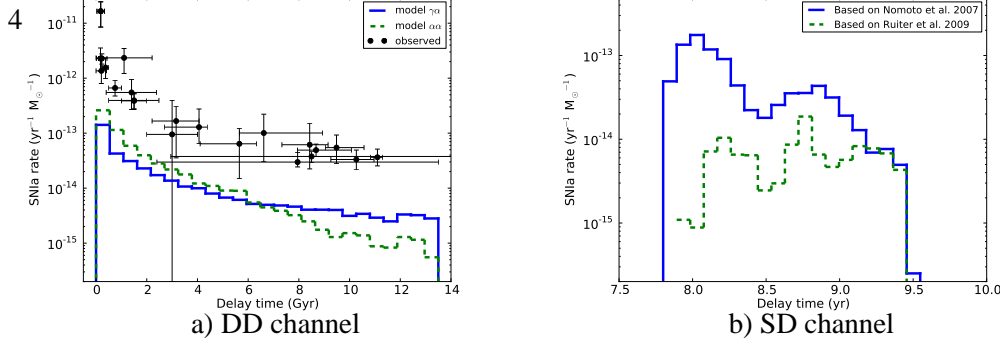 4
10⁻¹¹
10⁻¹²
10⁻¹³
10⁻¹⁴
10⁻¹⁵
SNIa rate (yr⁻¹ M☉⁻¹)
model γα
model αα
observed
0 2 4 6 8 10 12 14
Delay time (Gyr)
a) DD channel
10⁻¹³
10⁻¹⁴
10⁻¹⁵
SNIa rate (yr⁻¹ M☉⁻¹)
Based on Nomoto et al. 2007
Based on Ruiter et al. 2009
7.5 8.0 8.5 9.0 9.5 10.0
Delay time (yr)
b) SD channel